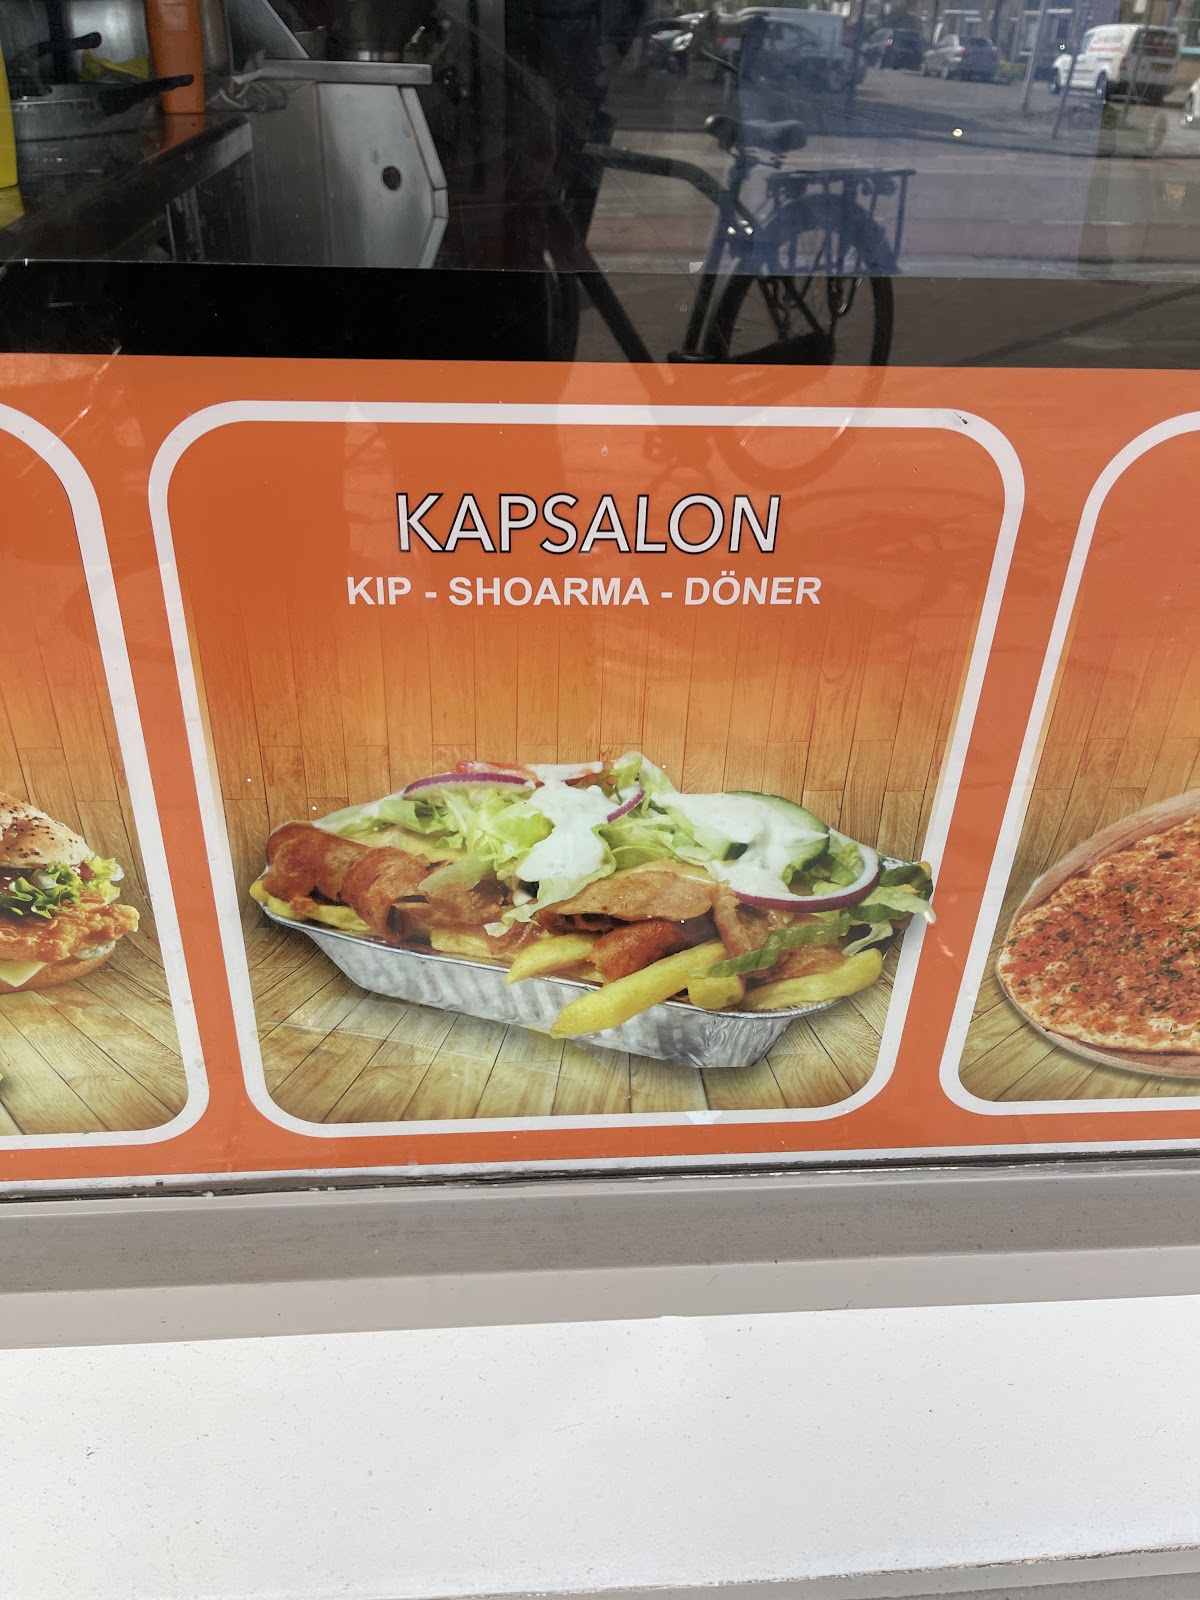 KAPSALON
KIP - SHOARMA - DÖNER